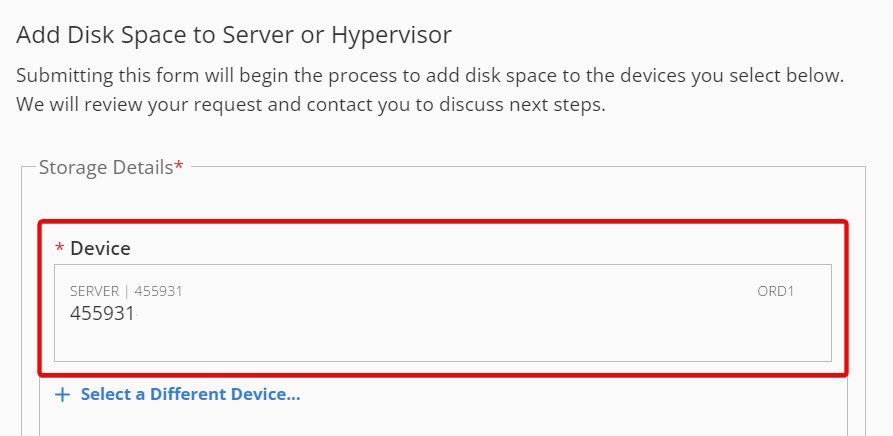 Add Disk Space to Server or Hypervisor
Submitting this form will begin the process to add disk space to the devices you select below.
We will review your request and contact you to discuss next steps.
Storage Details*
* Device
SERVER | 455931 ORD1
455931
+ Select a Different Device...